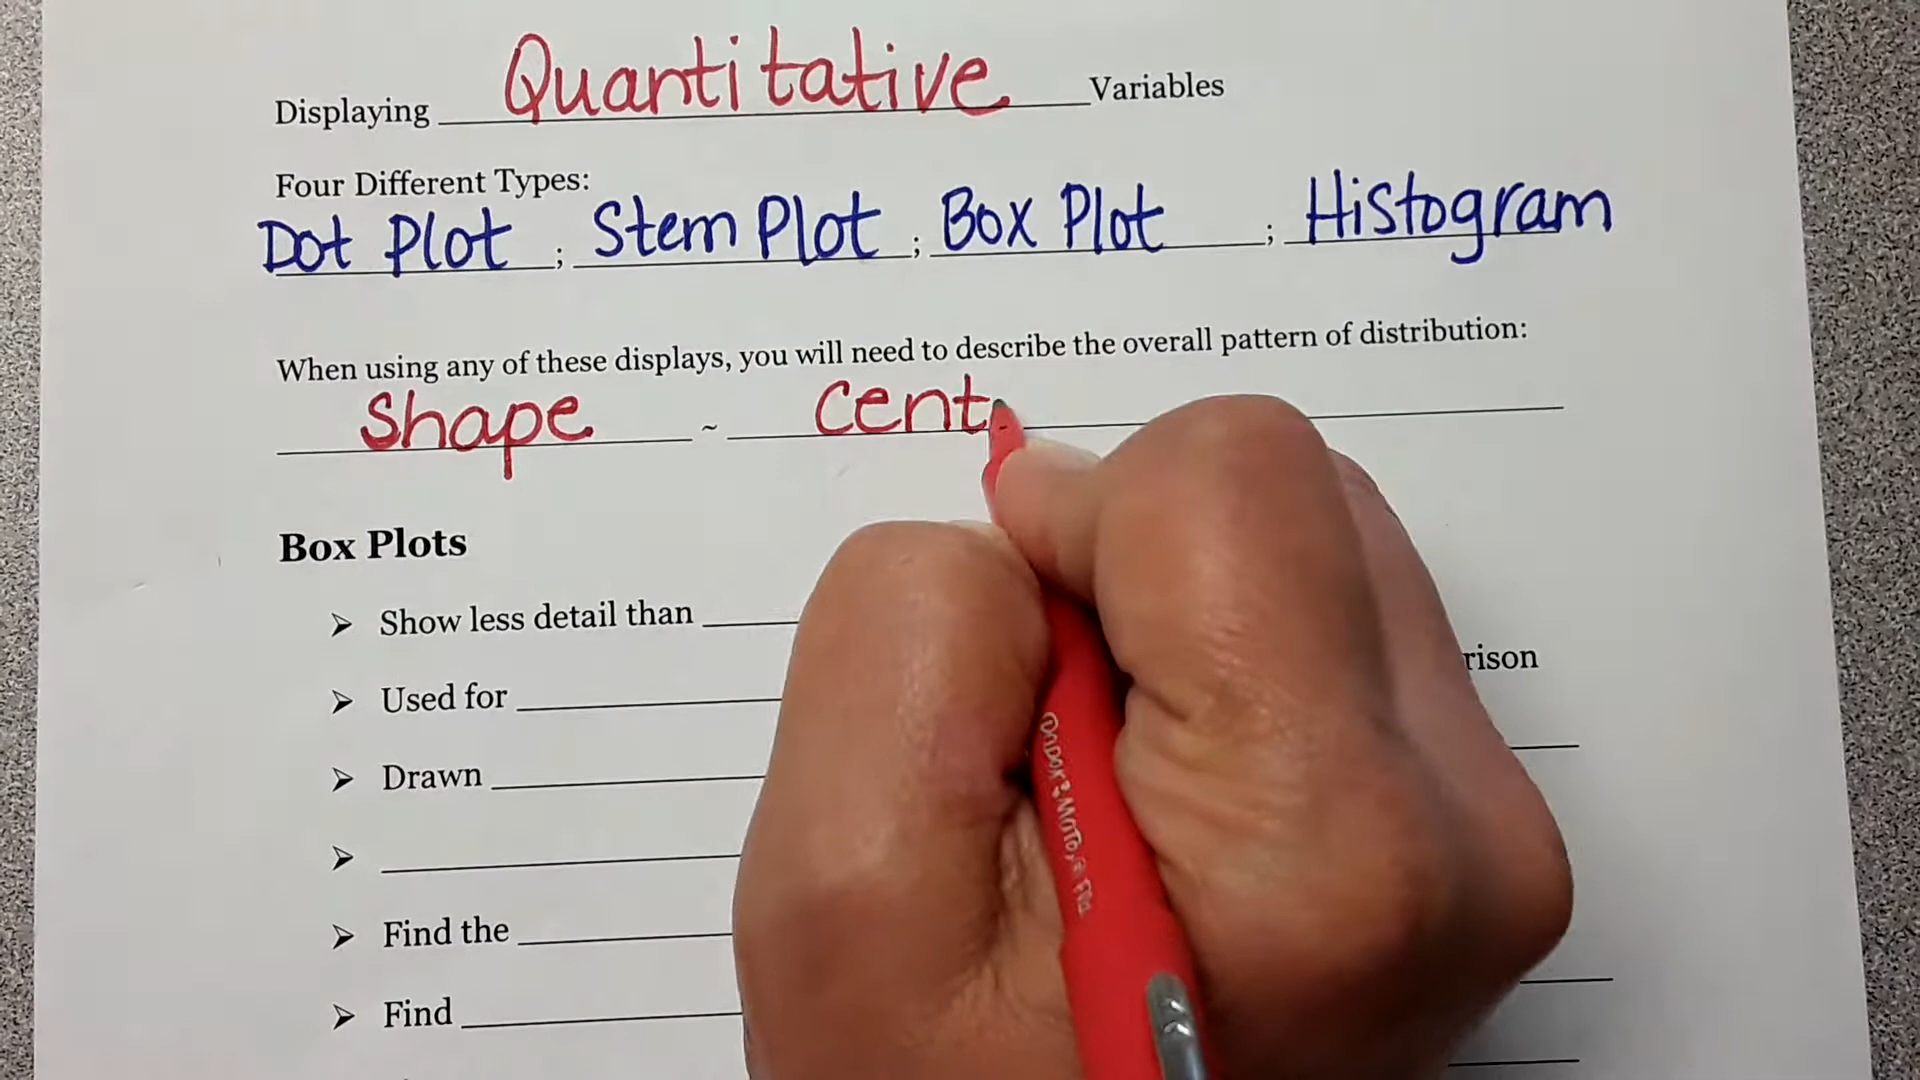 Displaying Quantitative Variables
Four Different Types:
Dot Plot ; Stem Plot ; Box Plot ; Histogram
When using any of these displays, you will need to describe the overall pattern of distribution:
Shape ~ Cent
Box Plots
➢ Show less detail than
rison
➢ Used for
➢ Drawn
➢
➢ Find the
➢ Find